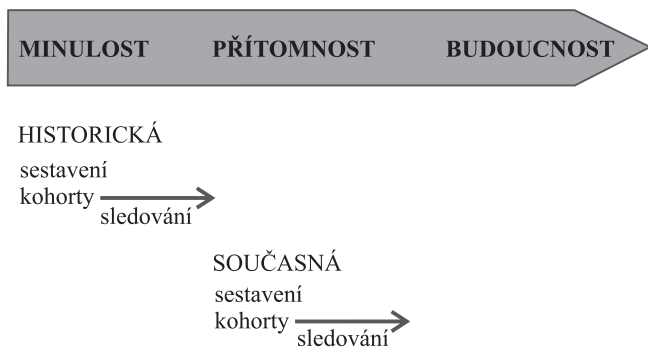 MINULOST PŘÍTOMNOST BUDOUCNOST
HISTORICKÁ
sestavení
kohorty
sledování
SOUČASNÁ
sestavení
kohorty
sledování